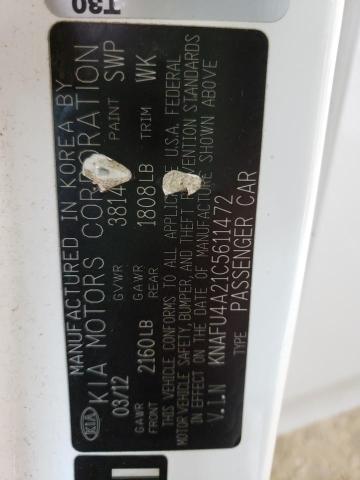 MANUFACTURED IN KOREA BY
KIA KIA MOTORS CORPORATION
03/12 GVWR 3814 PAINT SWP
GAWR FRONT 2160LB GAWR REAR 1808LB TRIM WK
THIS VEHICLE CONFORMS TO ALL APPLICABLE U.S.A. FEDERAL
MOTOR VEHICLE SAFETY, BUMPER, AND THEFT PREVENTION STANDARDS
IN EFFECT ON THE DATE OF MANUFACTURE SHOWN ABOVE
V.I.N KNAFU4A21C5611472
TYPE PASSENGER CAR
T30